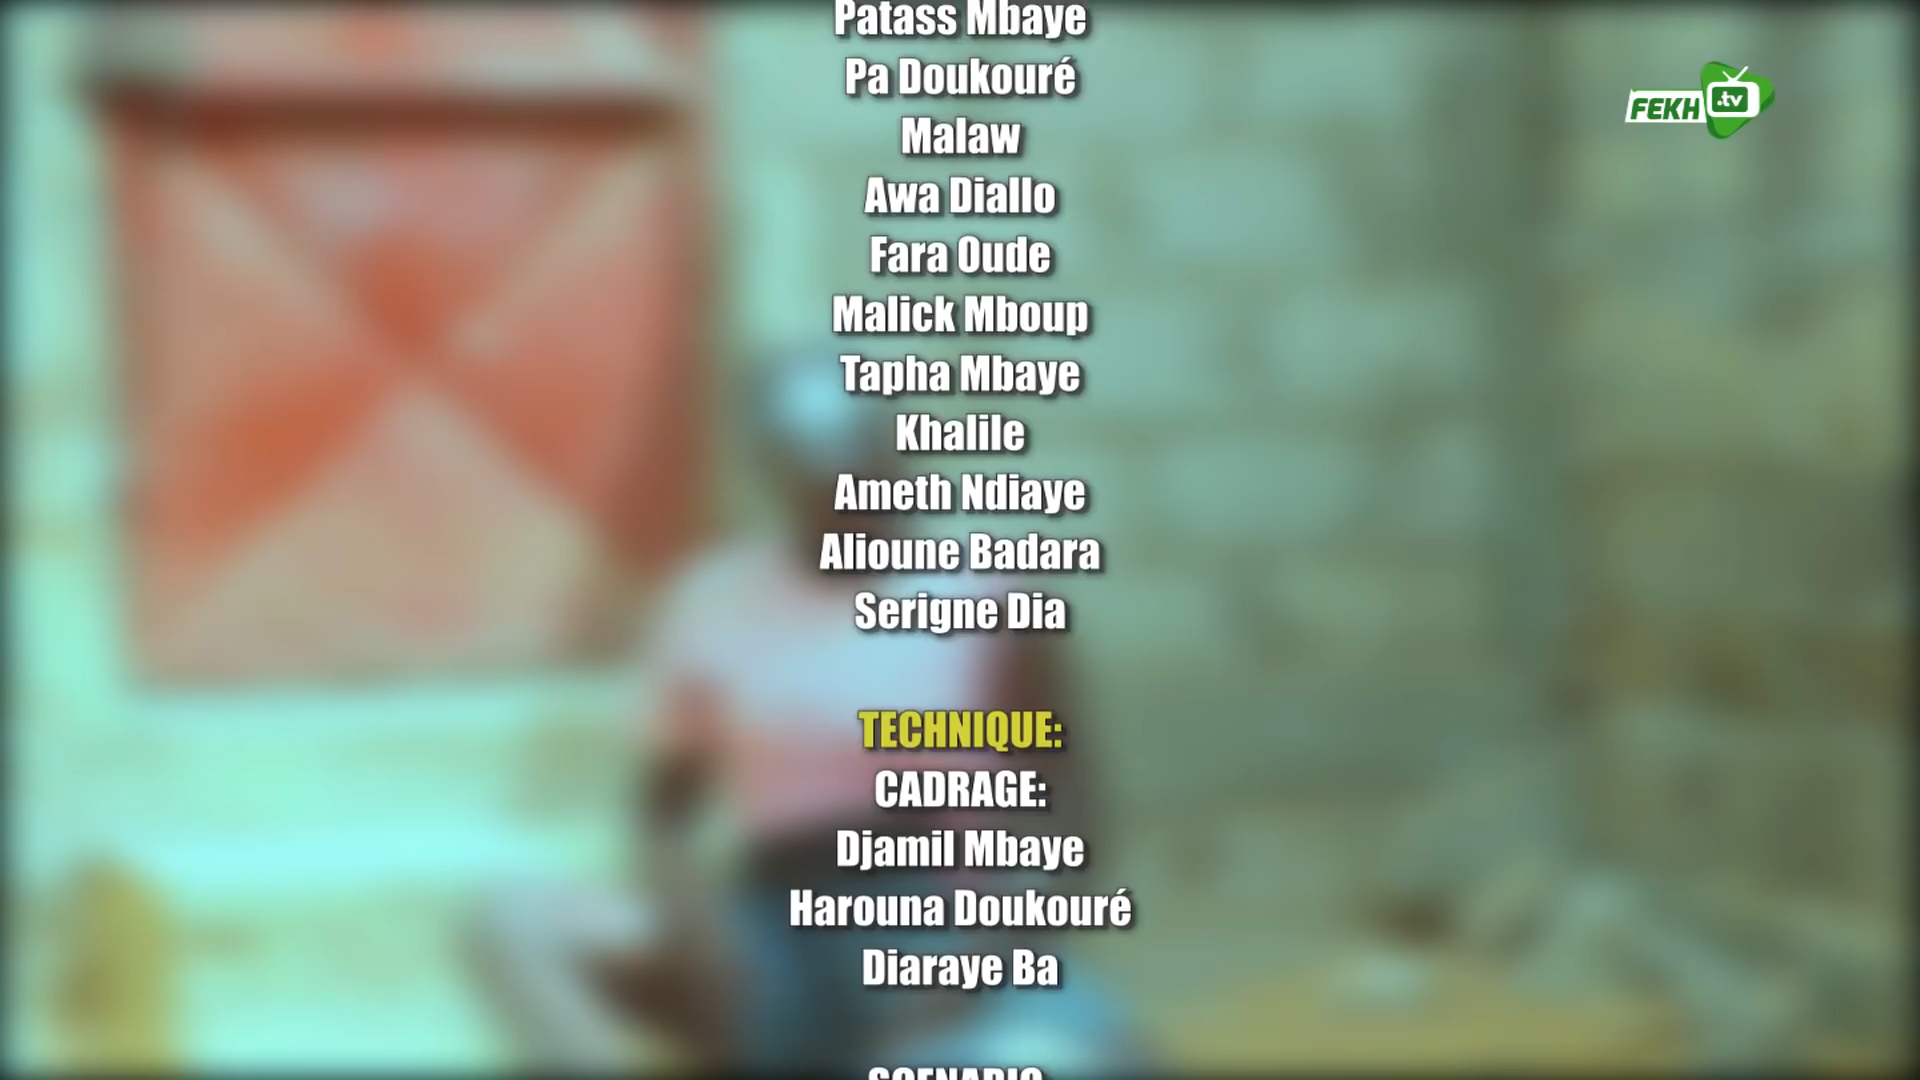 Patass Mbaye
Pa Doukouré
FEKH .tv
Malaw
Awa Diallo
Fara Oude
Malick Mboup
Tapha Mbaye
Khalile
Ameth Ndiaye
Alioune Badara
Serigne Dia
TECHNIQUE:
CADRAGE:
Djamil Mbaye
Harouna Doukouré
Diaraye Ba